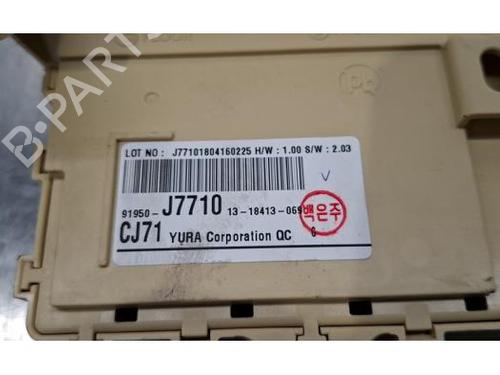 LOT NO : J77101804160225 H/W : 1.00 S/W : 2.03
91950- J7710 13-18413-069
CJ71 YURA Corporation QC 6
백은주
B-PARTS